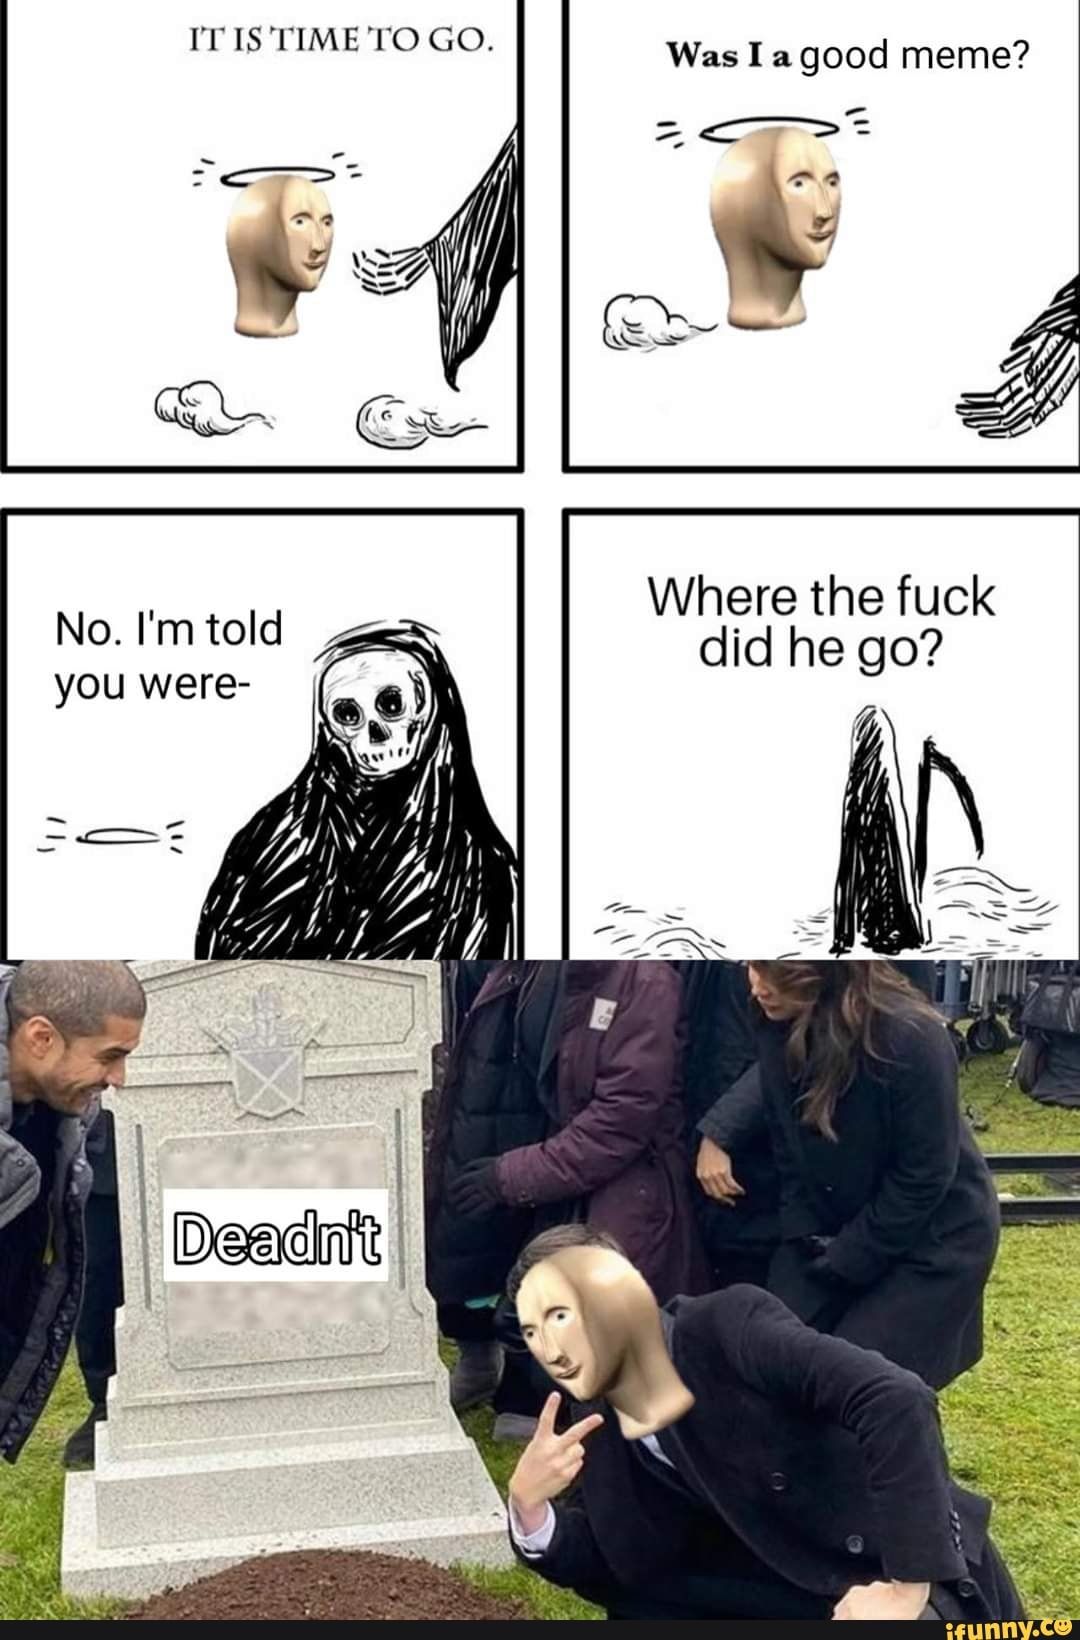 IT IS TIME TO GO.
Was I a good meme?
No. I'm told
you were-
Where the fuck
did he go?
Deadn't
ifunny.co